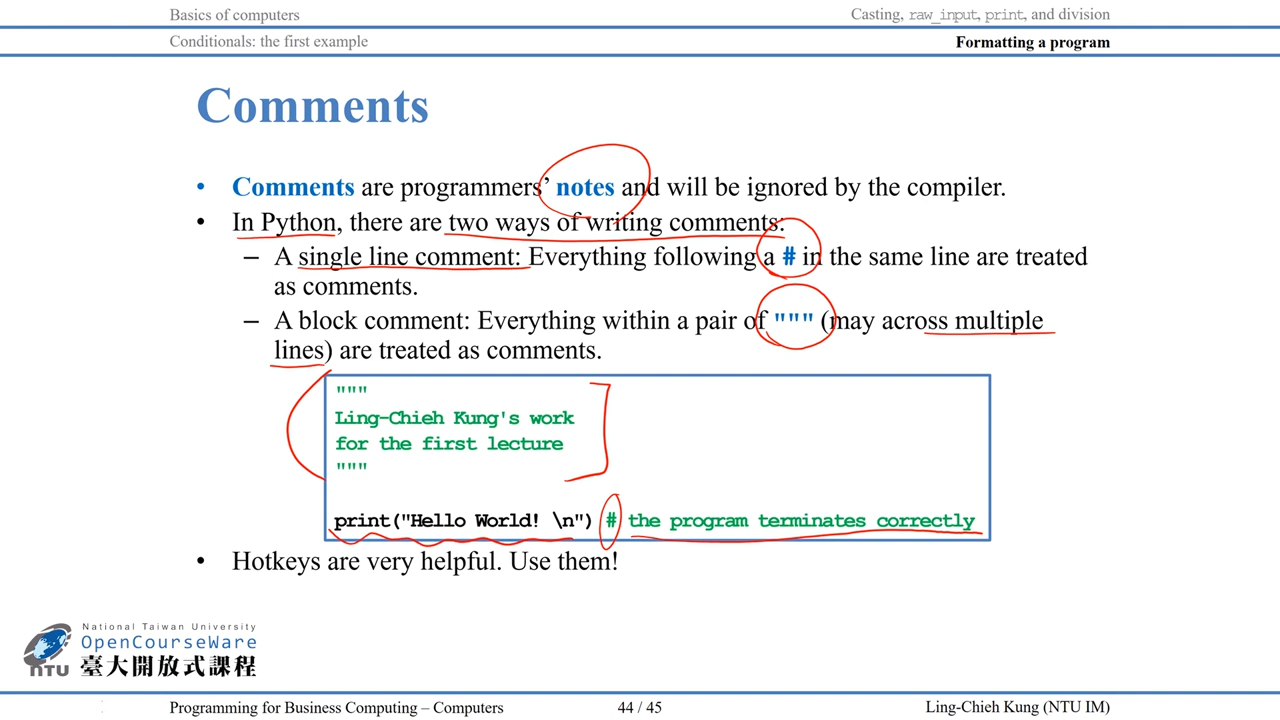 Basics of computers
Casting, raw_input, print, and division
Conditionals: the first example
Formatting a program
Comments
• Comments are programmers' notes and will be ignored by the compiler.
• In Python, there are two ways of writing comments:
– A single line comment: Everything following a # in the same line are treated
as comments.
– A block comment: Everything within a pair of """ (may across multiple
lines) are treated as comments.
"""
Ling-Chieh Kung's work
for the first lecture
"""
print("Hello World! \n") # the program terminates correctly
• Hotkeys are very helpful. Use them!
National Taiwan University
OpenCourseWare
NTU 臺大開放式課程
Programming for Business Computing – Computers
44 / 45
Ling-Chieh Kung (NTU IM)